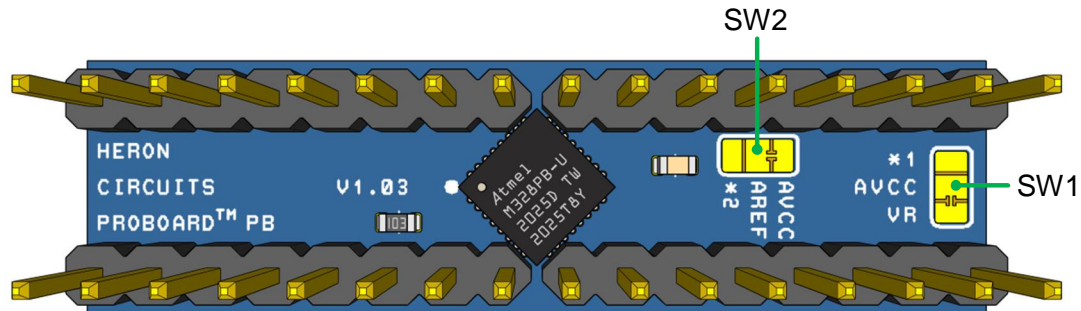 SW2
SW1
HERON
CIRCUITS V1.03
PROBOARD™ PB
103
Atmel
M328PB-U
2025D TW
2025T8Y
AVCC
AREF
*2
*1
AVCC
VR